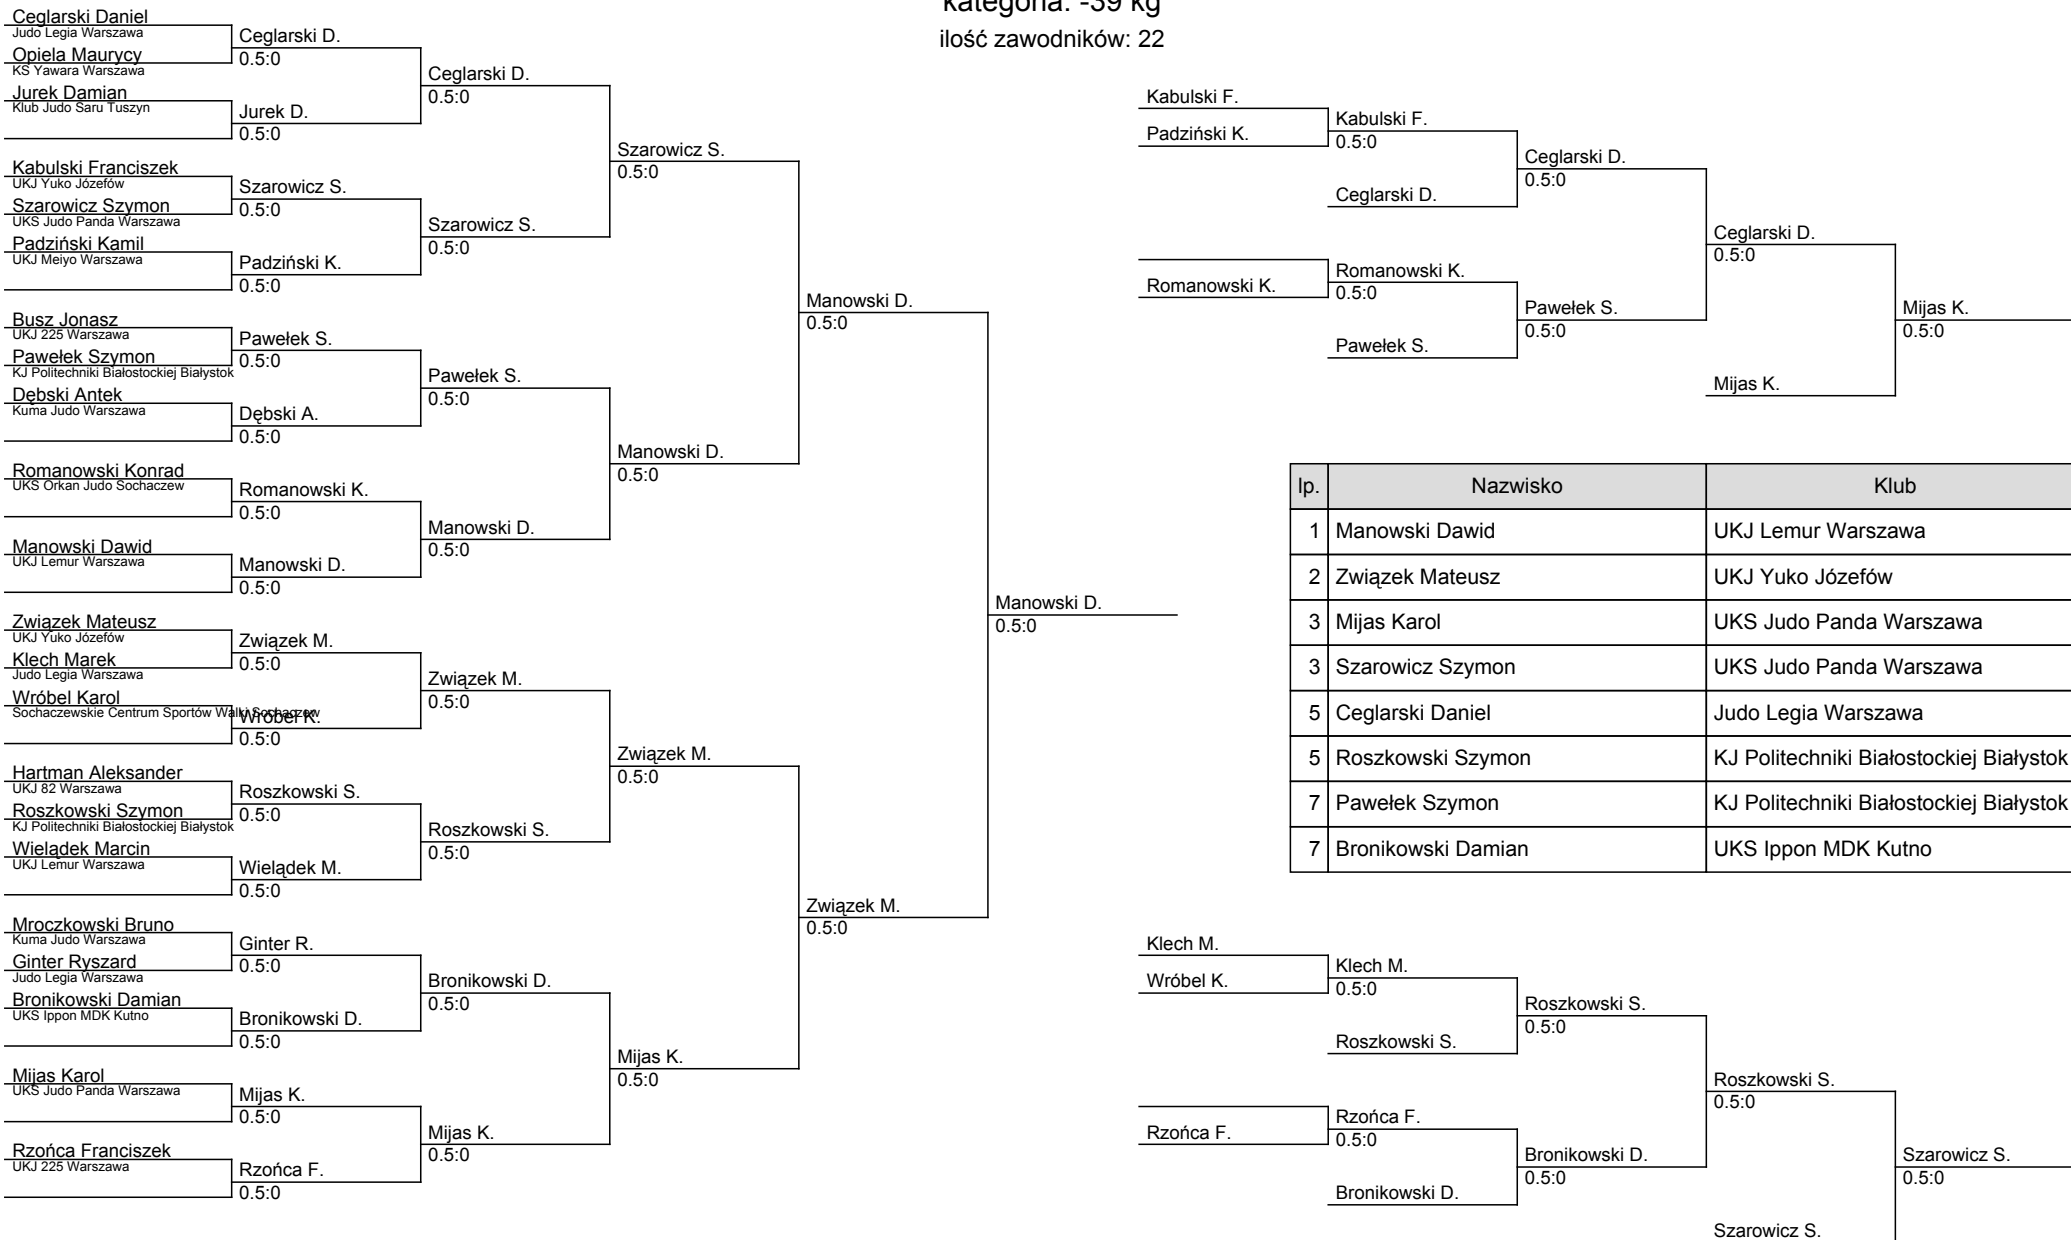 kategoria: -39 kg
ilość zawodników: 22
Ceglarski Daniel
Judo Legia Warszawa
Opiela Maurycy
KS Yawara Warszawa
Jurek Damian
Klub Judo Saru Tuszyn
Kabulski Franciszek
UKJ Yuko Józefów
Szarowicz Szymon
UKS Judo Panda Warszawa
Padziński Kamil
UKJ Meiyo Warszawa
Busz Jonasz
UKJ 225 Warszawa
Pawełek Szymon
KJ Politechniki Białostockiej Białystok
Dębski Antek
Kuma Judo Warszawa
Romanowski Konrad
UKS Orkan Judo Sochaczew
Manowski Dawid
UKJ Lemur Warszawa
Związek Mateusz
UKJ Yuko Józefów
Klech Marek
Judo Legia Warszawa
Wróbel Karol
Sochaczewskie Centrum Sportów Walki Sochaczew
Hartman Aleksander
UKJ 82 Warszawa
Roszkowski Szymon
KJ Politechniki Białostockiej Białystok
Wielądek Marcin
UKJ Lemur Warszawa
Mroczkowski Bruno
Kuma Judo Warszawa
Ginter Ryszard
Judo Legia Warszawa
Bronikowski Damian
UKS Ippon MDK Kutno
Mijas Karol
UKS Judo Panda Warszawa
Rzońca Franciszek
UKJ 225 Warszawa
Ceglarski D.
0.5:0
Jurek D.
0.5:0
Szarowicz S.
0.5:0
Padziński K.
0.5:0
Pawełek S.
0.5:0
Dębski A.
0.5:0
Romanowski K.
0.5:0
Manowski D.
0.5:0
Związek M.
0.5:0
Wróbel K.
0.5:0
Roszkowski S.
0.5:0
Wielądek M.
0.5:0
Ginter R.
0.5:0
Bronikowski D.
0.5:0
Mijas K.
0.5:0
Rzońca F.
0.5:0
Ceglarski D.
0.5:0
Szarowicz S.
0.5:0
Pawełek S.
0.5:0
Manowski D.
0.5:0
Związek M.
0.5:0
Roszkowski S.
0.5:0
Bronikowski D.
0.5:0
Mijas K.
0.5:0
Szarowicz S.
0.5:0
Manowski D.
0.5:0
Związek M.
0.5:0
Mijas K.
0.5:0
Manowski D.
0.5:0
Związek M.
0.5:0
Manowski D.
0.5:0
Kabulski F.
Padziński K.
Romanowski K.
Kabulski F.
0.5:0
Ceglarski D.
Romanowski K.
0.5:0
Pawełek S.
Ceglarski D.
0.5:0
Pawełek S.
0.5:0
Ceglarski D.
0.5:0
Mijas K.
Mijas K.
0.5:0
lp. Nazwisko Klub
1 Manowski Dawid UKJ Lemur Warszawa
2 Związek Mateusz UKJ Yuko Józefów
3 Mijas Karol UKS Judo Panda Warszawa
3 Szarowicz Szymon UKS Judo Panda Warszawa
5 Ceglarski Daniel Judo Legia Warszawa
5 Roszkowski Szymon KJ Politechniki Białostockiej Białystok
7 Pawełek Szymon KJ Politechniki Białostockiej Białystok
7 Bronikowski Damian UKS Ippon MDK Kutno
Klech M.
Wróbel K.
Rzońca F.
Klech M.
0.5:0
Roszkowski S.
Rzońca F.
0.5:0
Bronikowski D.
Roszkowski S.
0.5:0
Bronikowski D.
0.5:0
Roszkowski S.
0.5:0
Szarowicz S.
Szarowicz S.
0.5:0